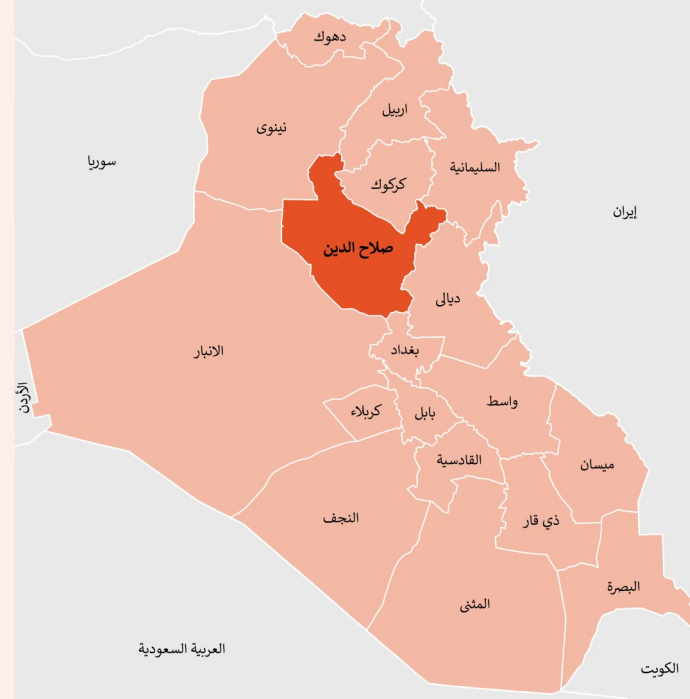 دهوك
اربيل
نينوى
سوريا
السليمانية
كركوك
إيران
صلاح الدين
ديالى
الانبار
بغداد
الأردن
واسط
كربلاء
بابل
القادسية
ميسان
النجف
ذي قار
البصرة
المثنى
العربية السعودية
الكويت